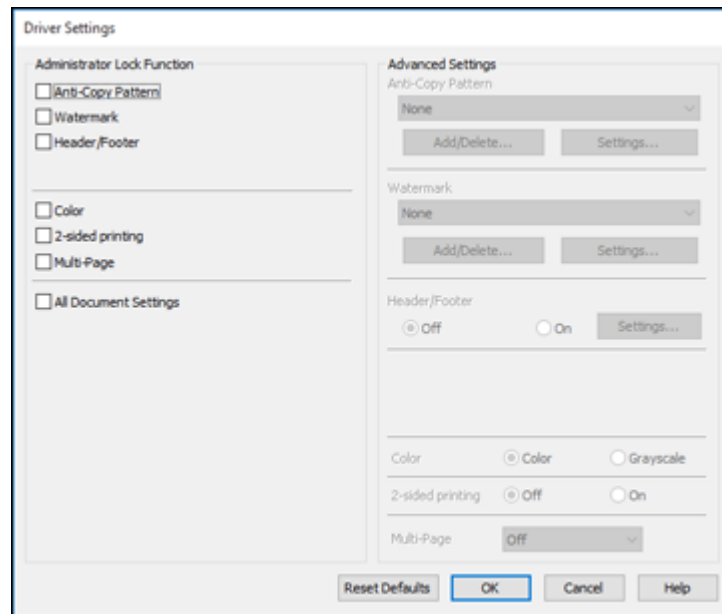 Driver Settings
Administrator Lock Function
Anti-Copy Pattern
Watermark
Header/Footer
Color
2-sided printing
Multi-Page
All Document Settings
Advanced Settings
Anti-Copy Pattern
None
Add/Delete... Settings...
Watermark
None
Add/Delete... Settings...
Header/Footer
Off On Settings...
Color Color Grayscale
2-sided printing Off On
Multi-Page Off
Reset Defaults OK Cancel Help